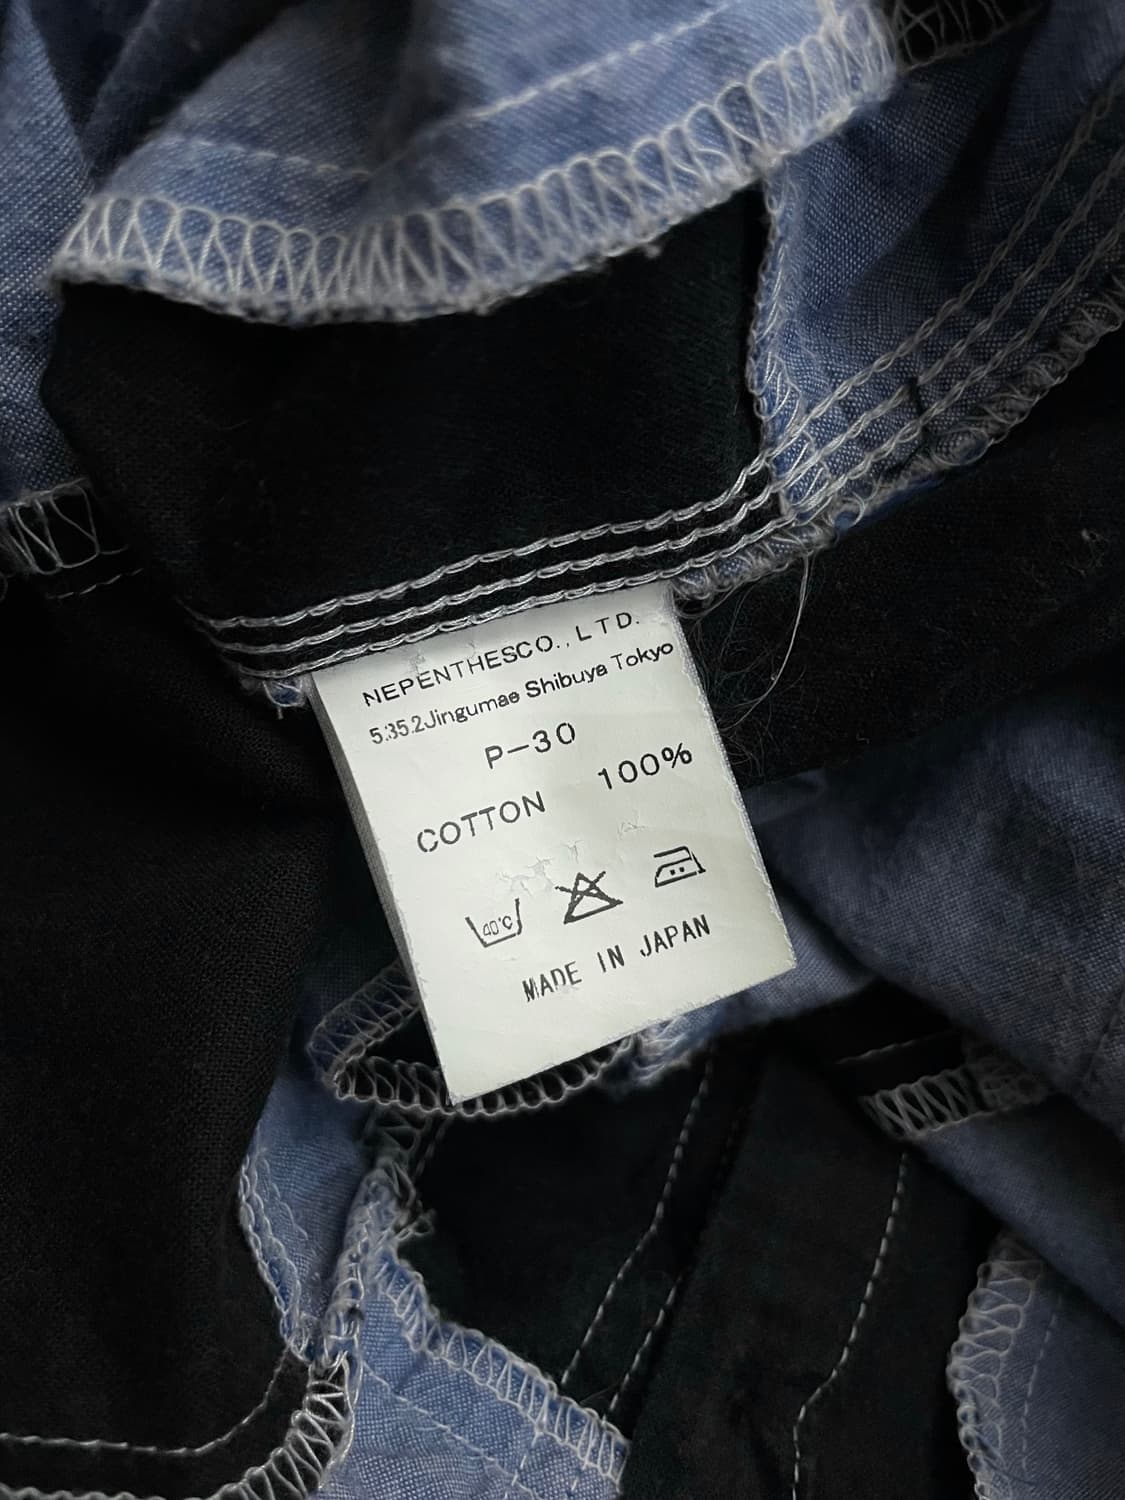 NEPENTHESCO., LTD.
5.35.2Jingumae Shibuya Tokyo
P-30
COTTON 100%
40℃
MADE IN JAPAN